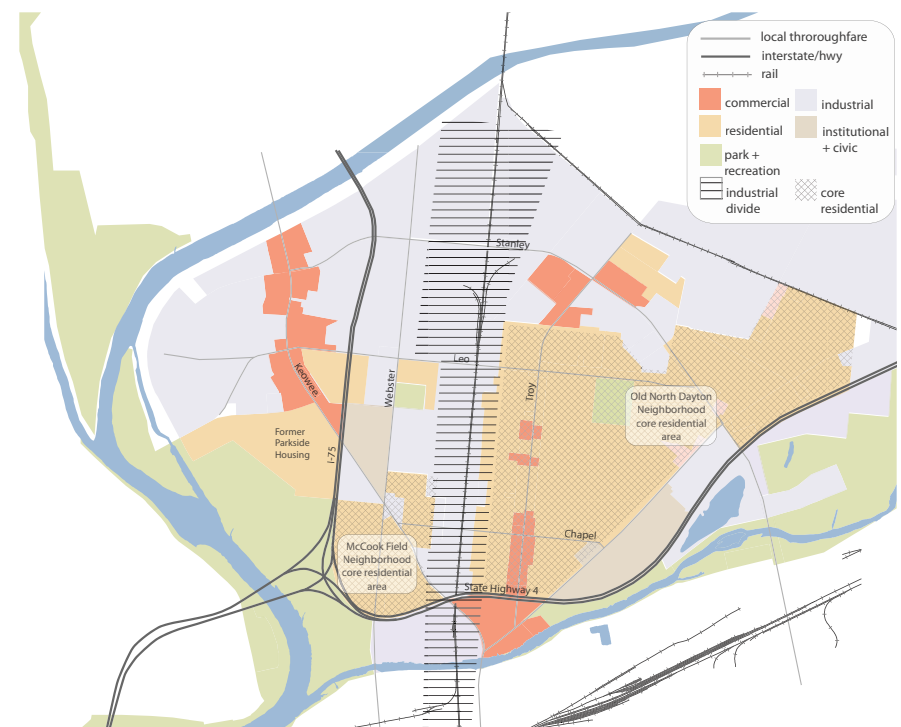 local throroughfare
interstate/hwy
rail
commercial
industrial
residential
institutional
+ civic
park +
recreation
industrial
divide
core
residential
Stanley
Leo
Keowee
Webster
Troy
Old North Dayton
Neighborhood
core residential
area
Former
Parkside
Housing
I-75
Chapel
McCook Field
Neighborhood
core residential
area
State Highway 4